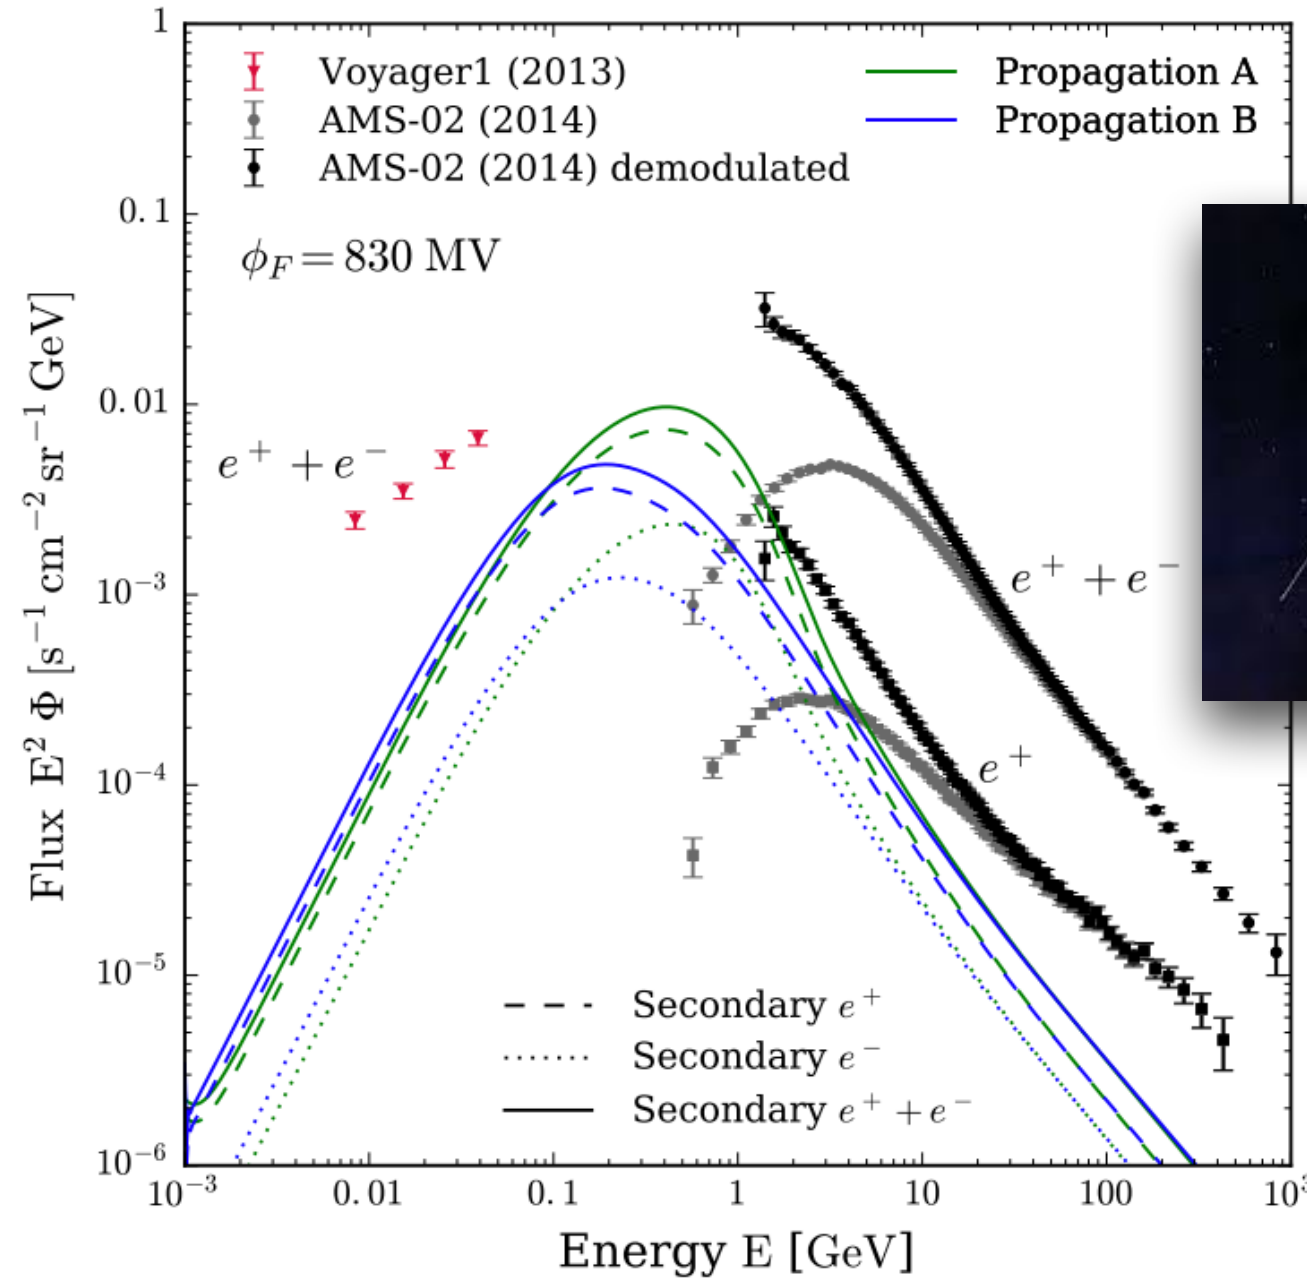 1
Voyager1 (2013)
Propagation A
AMS-02 (2014)
Propagation B
AMS-02 (2014) demodulated
0.1
ϕ_F = 830 MV
0.01
e⁺ + e⁻
10⁻³
e⁺ + e⁻
10⁻⁴
e⁺
10⁻⁵
Secondary e⁺
Secondary e⁻
Secondary e⁺ + e⁻
10⁻⁶
Flux E² Φ [s⁻¹ cm⁻² sr⁻¹ GeV]
10⁻³ 0.01 0.1 1 10 100 10³
Energy E [GeV]